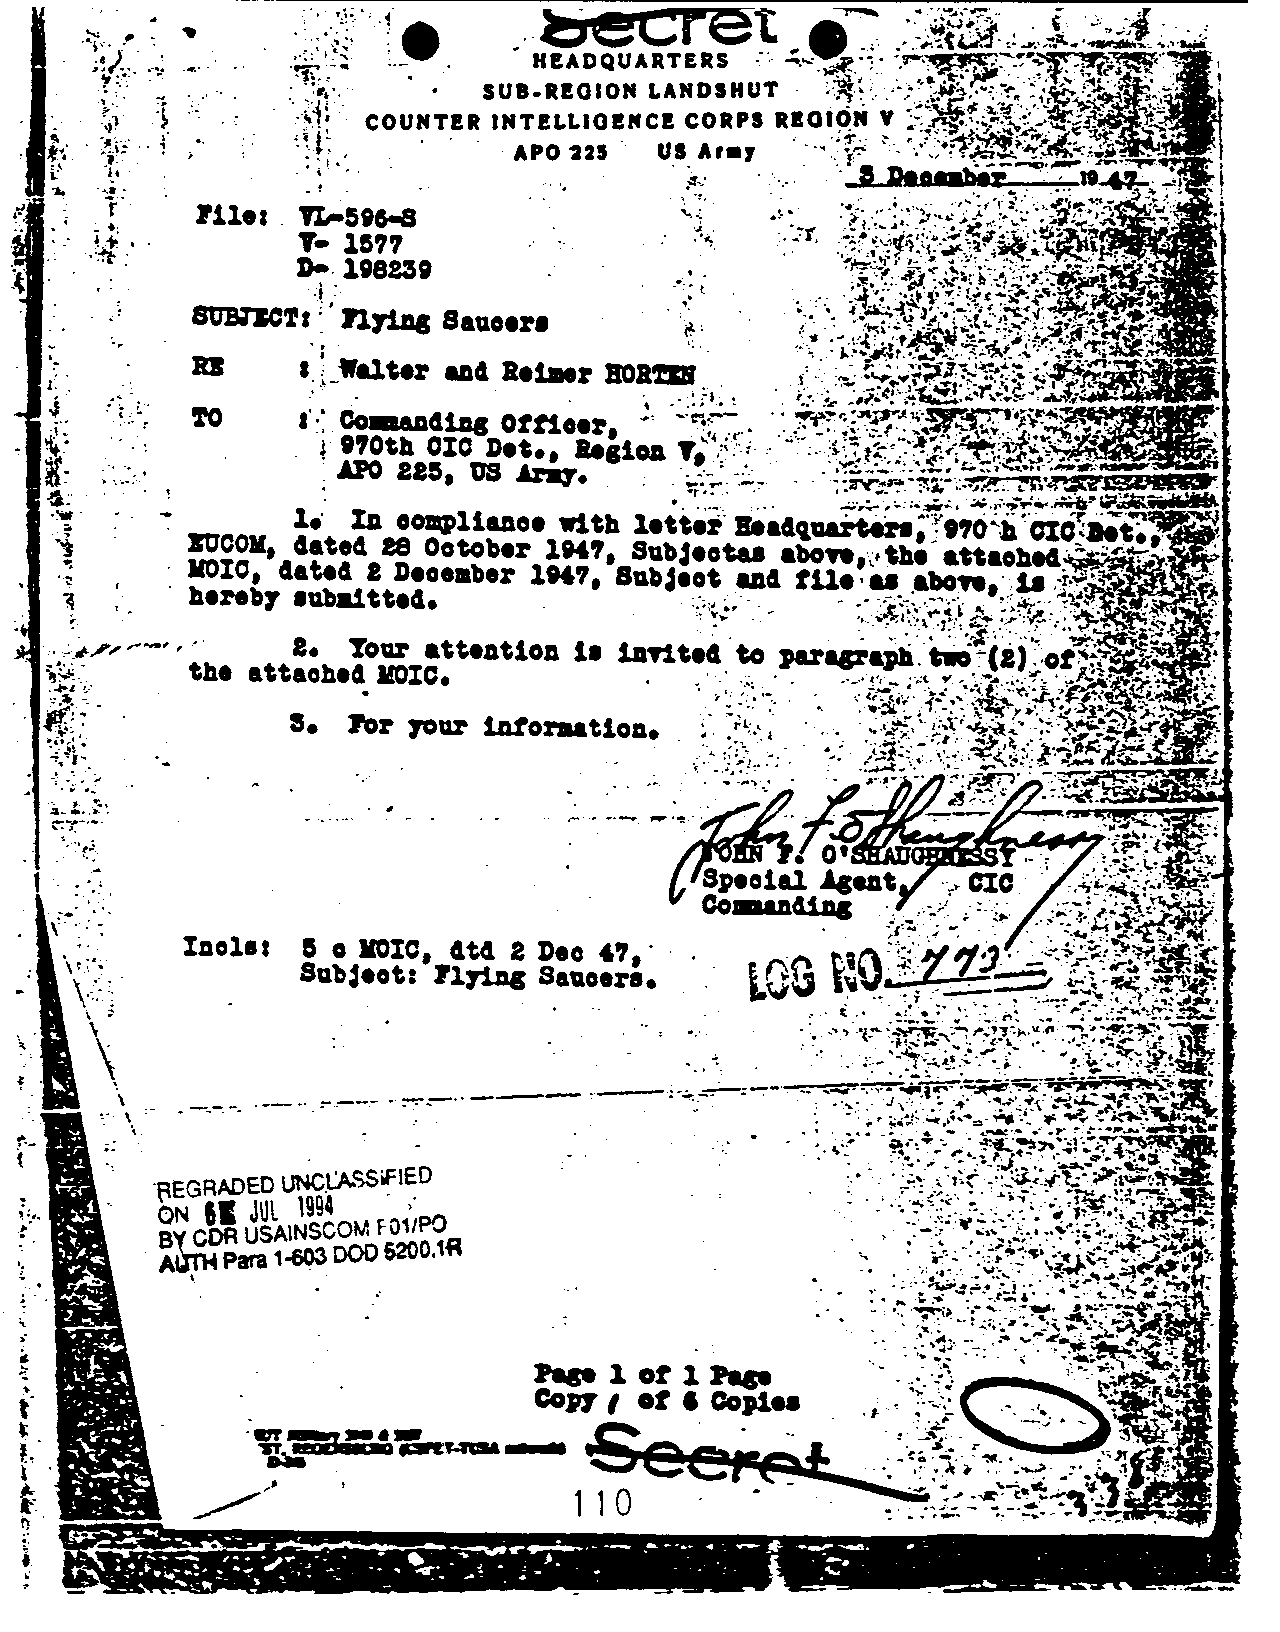 Secret
HEADQUARTERS
SUB-REGION LANDSHUT
COUNTER INTELLIGENCE CORPS REGION V
APO 225 US Army
3 December 1947
File: VL-596-S
V- 1577
D- 198239
SUBJECT: Flying Saucers
RE : Walter and Reimer HORTEN
TO : Commanding Officer,
970th CIC Det., Region V,
APO 225, US Army.
1. In compliance with letter Headquarters, 970 h CIC Det.,
EUCOM, dated 28 October 1947, Subjectas above, the attached
MOIC, dated 2 December 1947, Subject and file as above, is
hereby submitted.
2. Your attention is invited to paragraph two (2) of
the attached MOIC.
3. For your information.
John F. O'Shaughnessy
JOHN F. O'SHAUGHNESSY
Special Agent, CIC
Commanding
Incls: 5 c MOIC, dtd 2 Dec 47,
Subject: Flying Saucers.
LOG NO. 773
REGRADED UNCLASSIFIED
ON JUL 1994
BY CDR USAINSCOM F01/PO
AUTH Para 1-603 DOD 5200.1R
Page 1 of 1 Page
Copy 1 of 6 Copies
Secret
110